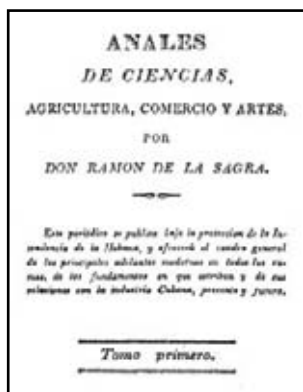 ANALES
DE CIENCIAS,
AGRICULTURA, COMERCIO Y ARTES,
POR
DON RAMON DE LA SAGRA.
Este periódico se publica bajo la proteccion de la In-
tendencia de la Habana, y ofrecerá el cuadro general
de los principales adelantos modernos en todos los ra-
mos, de los fundamentos en que estriban y de sus
relaciones con la industria Cubana, presente y futura.
Tomo primero.